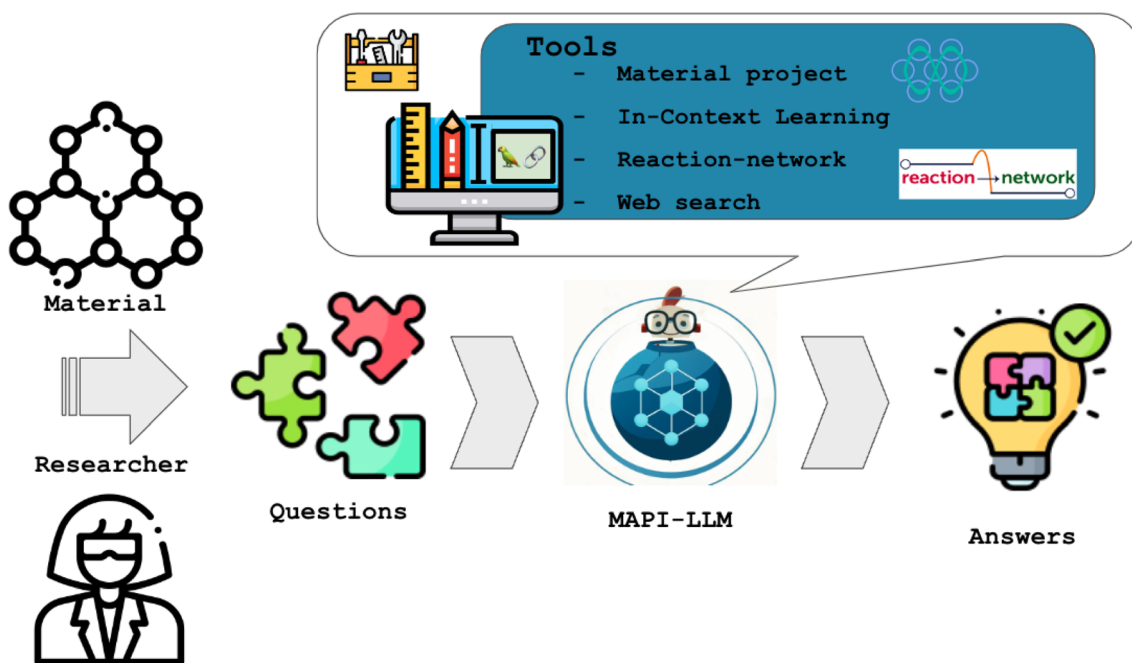 Tools
- Material project
- In-Context Learning
- Reaction-network
- Web search
reaction → network
Material
Researcher
Questions
MAPI-LLM
Answers